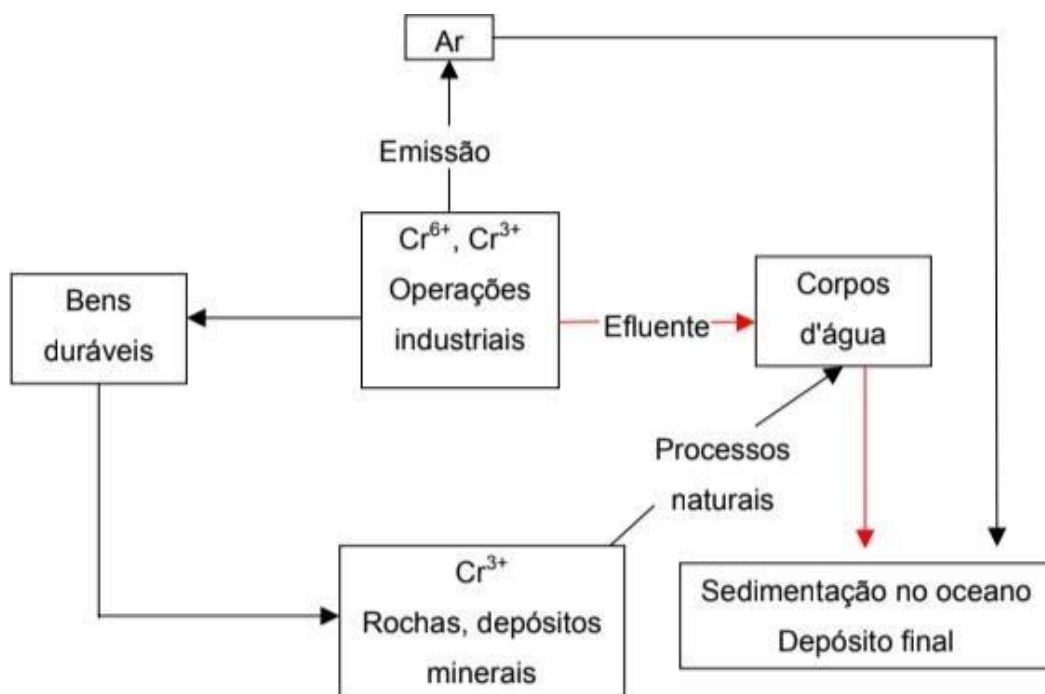 Ar
Emissão
Cr⁶⁺, Cr³⁺
Operações
industriais
Bens
duráveis
Efluente
Corpos
d'água
Processos
naturais
Cr³⁺
Rochas, depósitos
minerais
Sedimentação no oceano
Depósito final